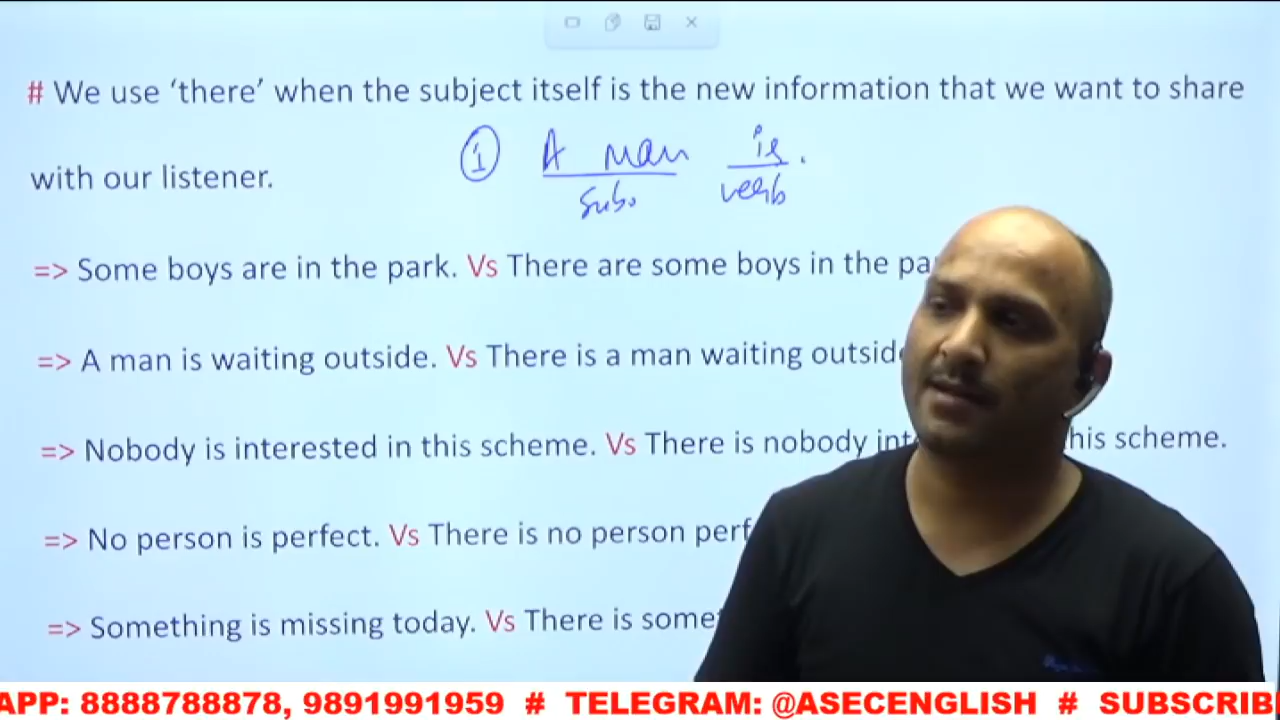 # We use ‘there’ when the subject itself is the new information that we want to share
① A man is.
with our listener.
Subo verb
=> Some boys are in the park. Vs There are some boys in the pa
=> A man is waiting outside. Vs There is a man waiting outside
=> Nobody is interested in this scheme. Vs There is nobody int his scheme.
=> No person is perfect. Vs There is no person perf
=> Something is missing today. Vs There is some
APP: 8888788878, 9891991959 # TELEGRAM: @ASECENGLISH # SUBSCRIB